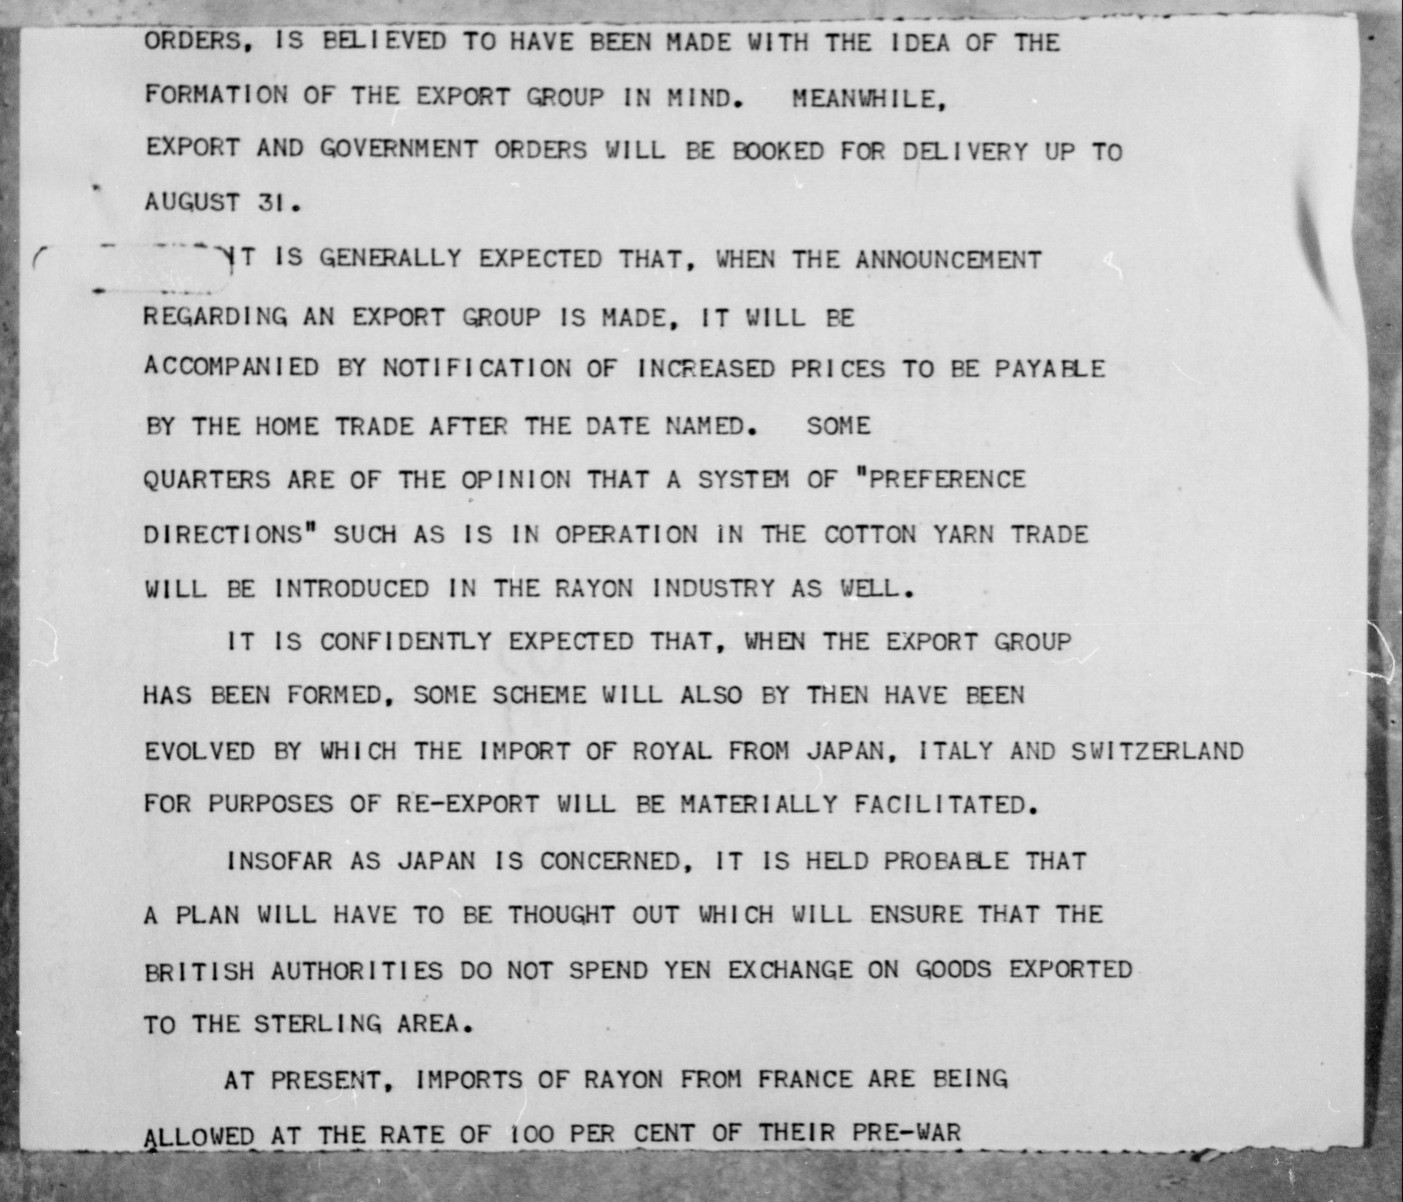 ORDERS, IS BELIEVED TO HAVE BEEN MADE WITH THE IDEA OF THE
FORMATION OF THE EXPORT GROUP IN MIND. MEANWHILE,
EXPORT AND GOVERNMENT ORDERS WILL BE BOOKED FOR DELIVERY UP TO
AUGUST 31.
IT IS GENERALLY EXPECTED THAT, WHEN THE ANNOUNCEMENT
REGARDING AN EXPORT GROUP IS MADE, IT WILL BE
ACCOMPANIED BY NOTIFICATION OF INCREASED PRICES TO BE PAYABLE
BY THE HOME TRADE AFTER THE DATE NAMED. SOME
QUARTERS ARE OF THE OPINION THAT A SYSTEM OF "PREFERENCE
DIRECTIONS" SUCH AS IS IN OPERATION IN THE COTTON YARN TRADE
WILL BE INTRODUCED IN THE RAYON INDUSTRY AS WELL.
IT IS CONFIDENTLY EXPECTED THAT, WHEN THE EXPORT GROUP
HAS BEEN FORMED, SOME SCHEME WILL ALSO BY THEN HAVE BEEN
EVOLVED BY WHICH THE IMPORT OF ROYAL FROM JAPAN, ITALY AND SWITZERLAND
FOR PURPOSES OF RE-EXPORT WILL BE MATERIALLY FACILITATED.
INSOFAR AS JAPAN IS CONCERNED, IT IS HELD PROBABLE THAT
A PLAN WILL HAVE TO BE THOUGHT OUT WHICH WILL ENSURE THAT THE
BRITISH AUTHORITIES DO NOT SPEND YEN EXCHANGE ON GOODS EXPORTED
TO THE STERLING AREA.
AT PRESENT, IMPORTS OF RAYON FROM FRANCE ARE BEING
ALLOWED AT THE RATE OF 100 PER CENT OF THEIR PRE-WAR